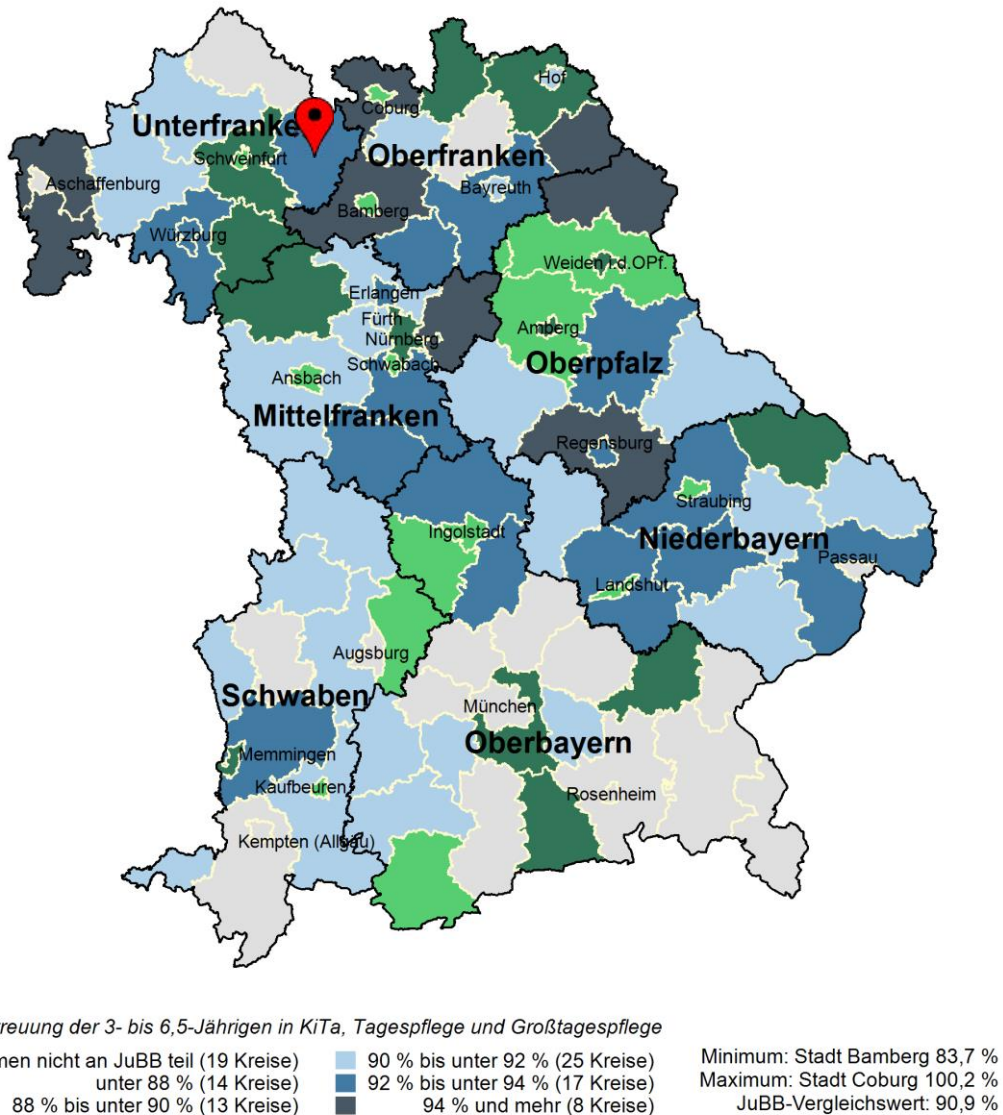 Hof
Coburg
Unterfranke
Schweinfurt
Oberfranken
Aschaffenburg
Bayreuth
Bamberg
Würzburg
Weiden i.d.OPf.
Erlangen
Fürth
Nürnberg
Amberg
Schwabach
Oberpfalz
Ansbach
Mittelfranken
Regensburg
Straubing
Ingolstadt
Niederbayern
Passau
Landshut
Augsburg
Schwaben
München
Oberbayern
Memmingen
Kaufbeuren
Rosenheim
Kempten (Allgäu)
reuung der 3- bis 6,5-Jährigen in KiTa, Tagespflege und Großtagespflege
men nicht an JuBB teil (19 Kreise)
unter 88 % (14 Kreise)
88 % bis unter 90 % (13 Kreise)
90 % bis unter 92 % (25 Kreise)
92 % bis unter 94 % (17 Kreise)
94 % und mehr (8 Kreise)
Minimum: Stadt Bamberg 83,7 %
Maximum: Stadt Coburg 100,2 %
JuBB-Vergleichswert: 90,9 %